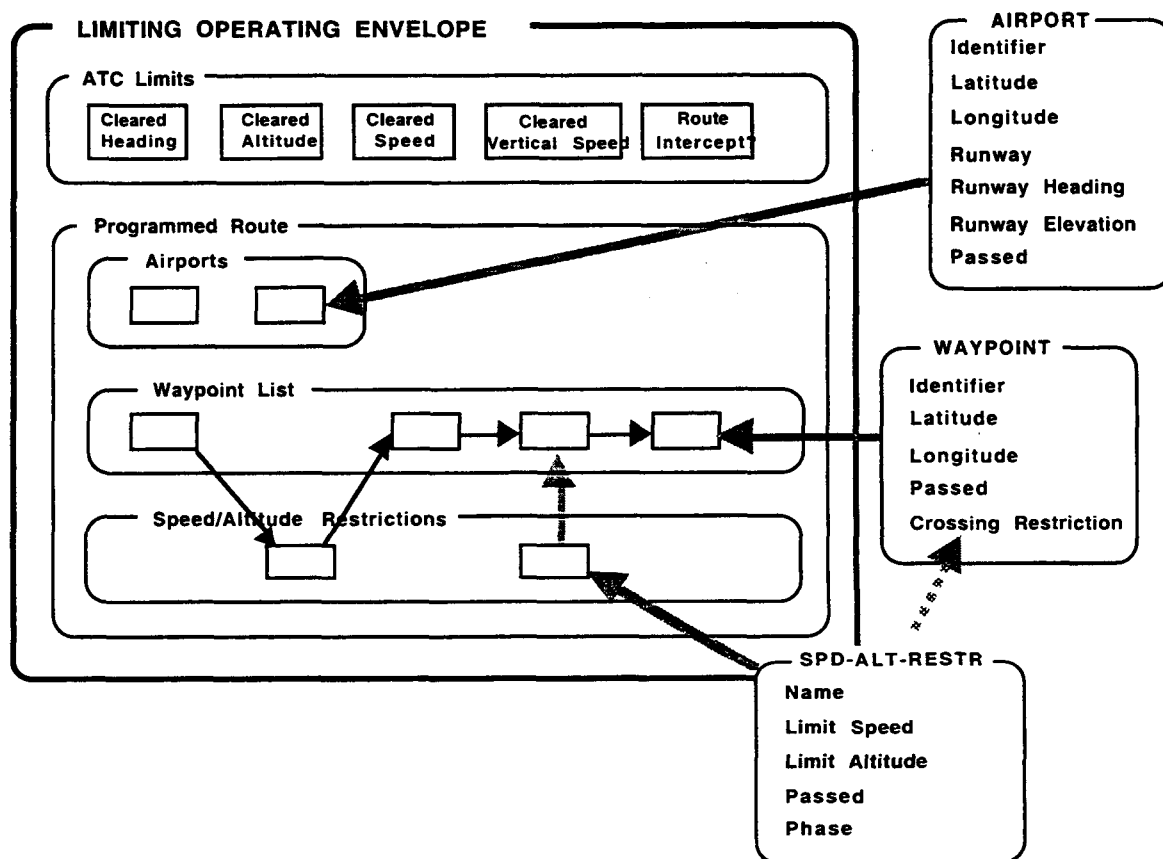 LIMITING OPERATING ENVELOPE
ATC Limits
Cleared
Heading
Cleared
Altitude
Cleared
Speed
Cleared
Vertical Speed
Route
Intercept?
Programmed Route
Airports
Waypoint List
Speed/Altitude Restrictions
AIRPORT
Identifier
Latitude
Longitude
Runway
Runway Heading
Runway Elevation
Passed
WAYPOINT
Identifier
Latitude
Longitude
Passed
Crossing Restriction
SPD-ALT-RESTR
Name
Limit Speed
Limit Altitude
Passed
Phase